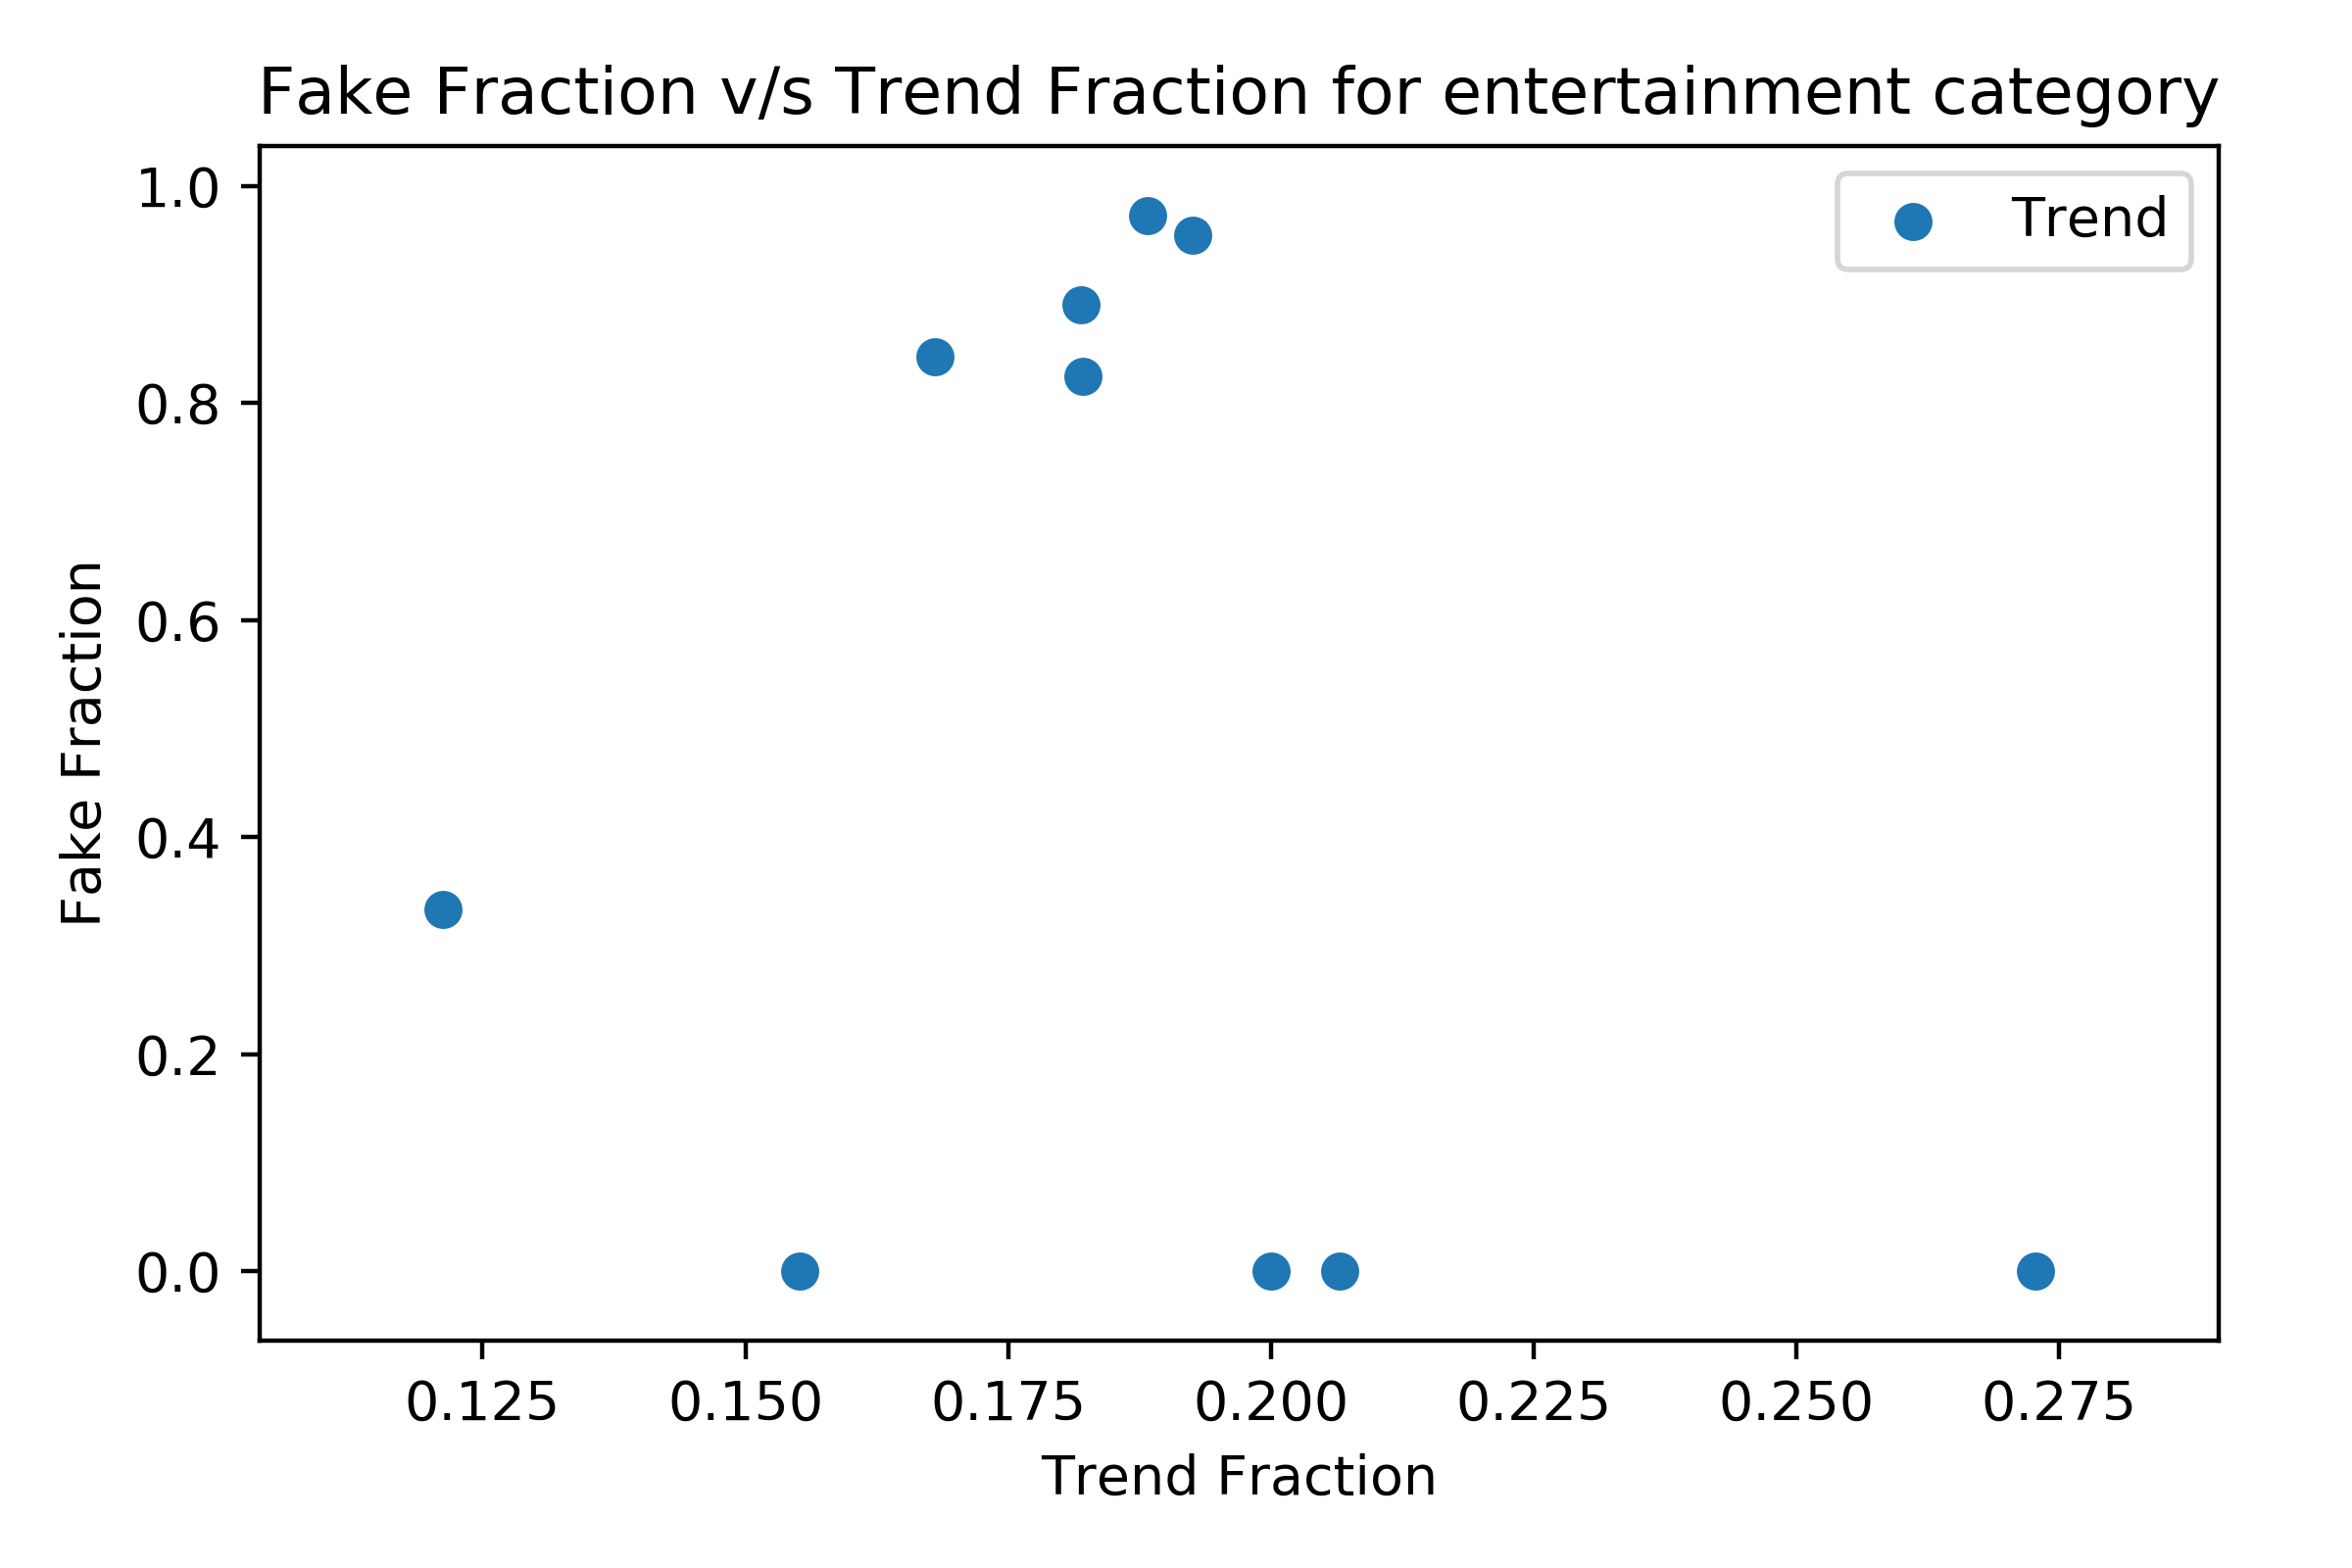 Fake Fraction v/s Trend Fraction for entertainment category
Trend
1.0
0.8
0.6
0.4
0.2
0.0
Fake Fraction
0.125 0.150 0.175 0.200 0.225 0.250 0.275
Trend Fraction